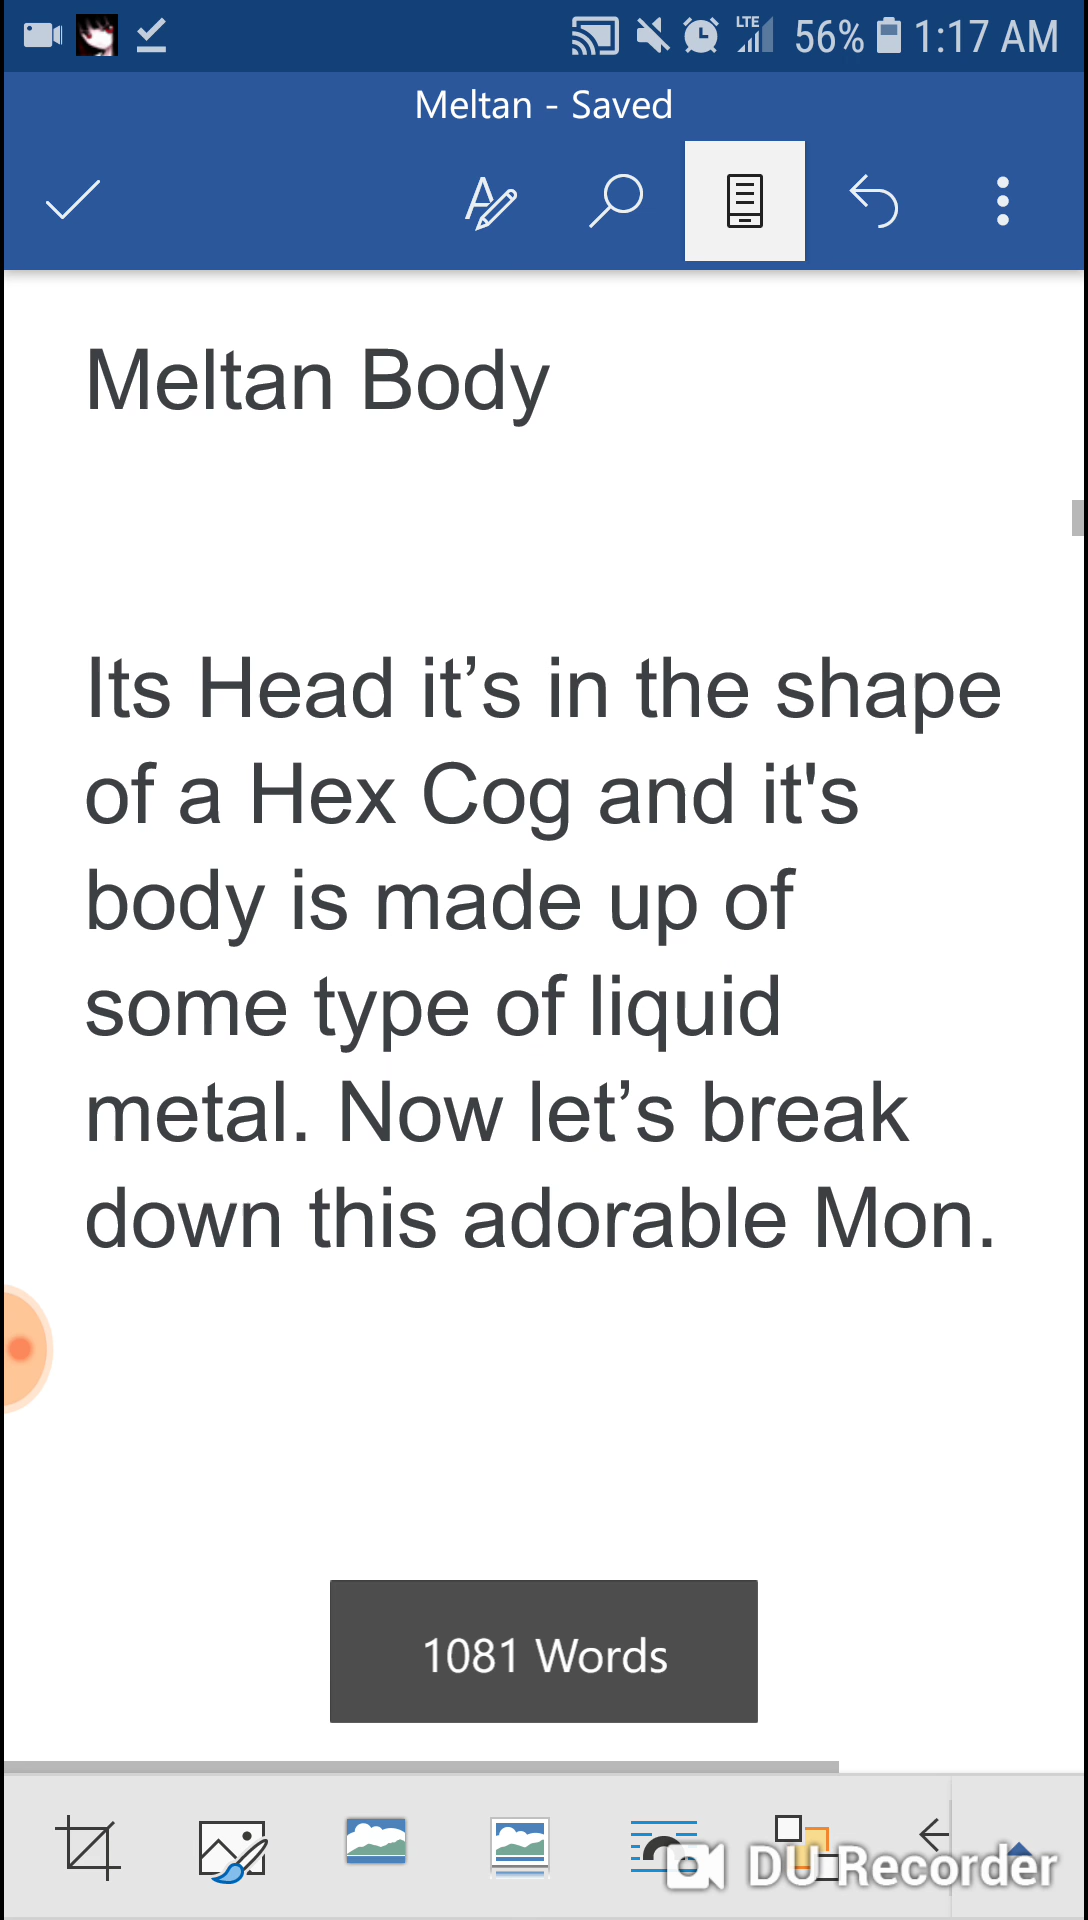 LTE 56% 1:17 AM
Meltan - Saved
Meltan Body
Its Head it’s in the shape
of a Hex Cog and it's
body is made up of
some type of liquid
metal. Now let’s break
down this adorable Mon.
1081 Words
DU Recorder